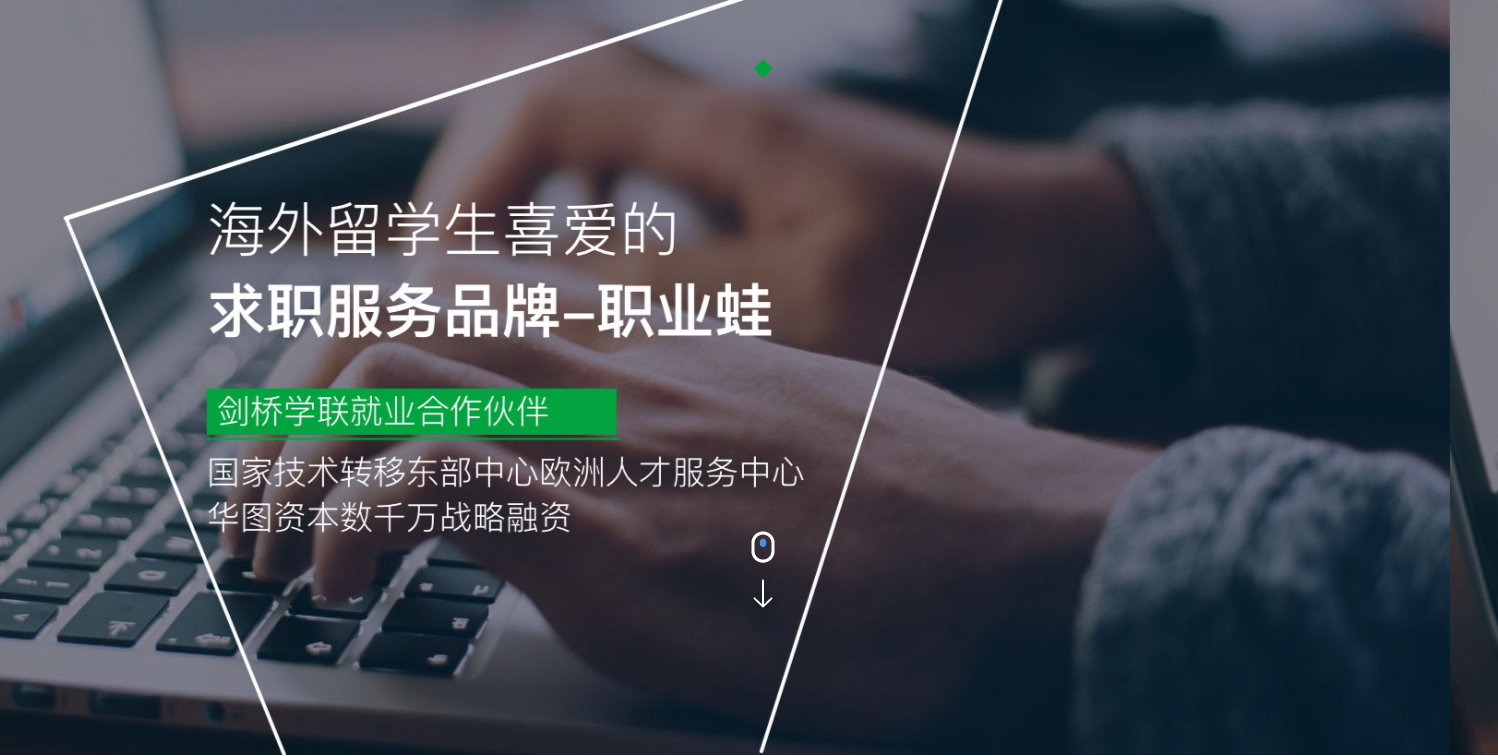 海外留学生喜爱的
求职服务品牌–职业蛙
剑桥学联就业合作伙伴
国家技术转移东部中心欧洲人才服务中心
华图资本数千万战略融资